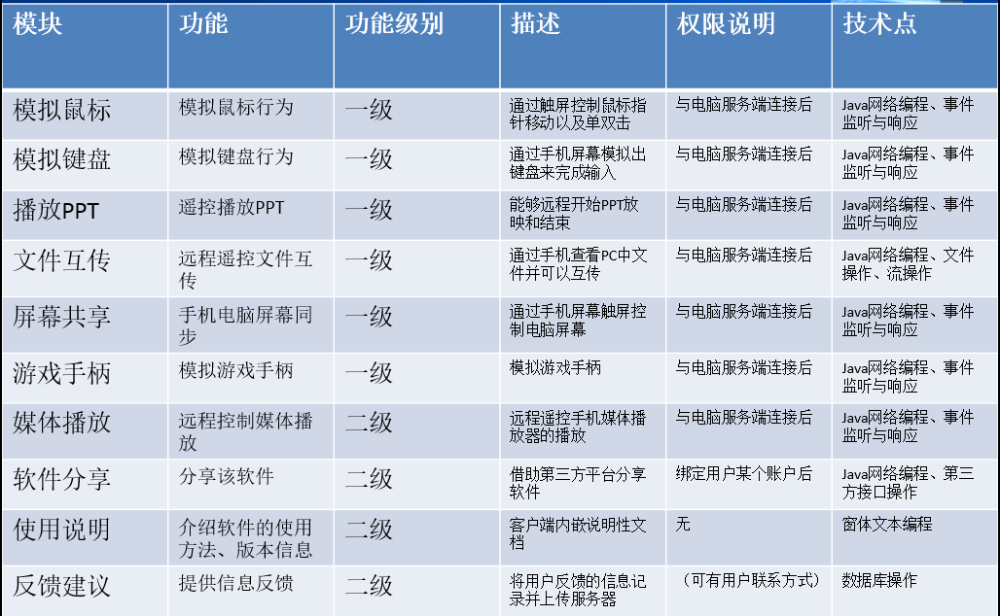 模块 功能 功能级别 描述 权限说明 技术点
模拟鼠标 模拟鼠标行为 一级 通过触屏控制鼠标指 与电脑服务端连接后 Java网络编程、事件
针移动以及单双击 监听与响应
模拟键盘 模拟键盘行为 一级 通过手机屏幕模拟出 与电脑服务端连接后 Java网络编程、事件
键盘来完成输入 监听与响应
播放PPT 遥控播放PPT 一级 能够远程开始PPT放 与电脑服务端连接后 Java网络编程、事件
映和结束 监听与响应
文件互传 远程遥控文件互 一级 通过手机查看PC中文 与电脑服务端连接后 Java网络编程、文件
传 件并可以互传 操作、流操作
屏幕共享 手机电脑屏幕同 一级 通过手机屏幕触屏控 与电脑服务端连接后 Java网络编程、事件
步 制电脑屏幕 监听与响应
游戏手柄 模拟游戏手柄 一级 模拟游戏手柄 与电脑服务端连接后 Java网络编程、事件
监听与响应
媒体播放 远程控制媒体播 二级 远程遥控手机媒体播 与电脑服务端连接后 Java网络编程、事件
放 放器的播放 监听与响应
软件分享 分享该软件 二级 借助第三方平台分享 绑定用户某个账户后 Java网络编程、第三
软件 方接口操作
使用说明 介绍软件的使用 二级 客户端内嵌说明性文 无 窗体文本编程
方法、版本信息 档
反馈建议 提供信息反馈 二级 将用户反馈的信息记 （可有用户联系方式） 数据库操作
录并上传服务器